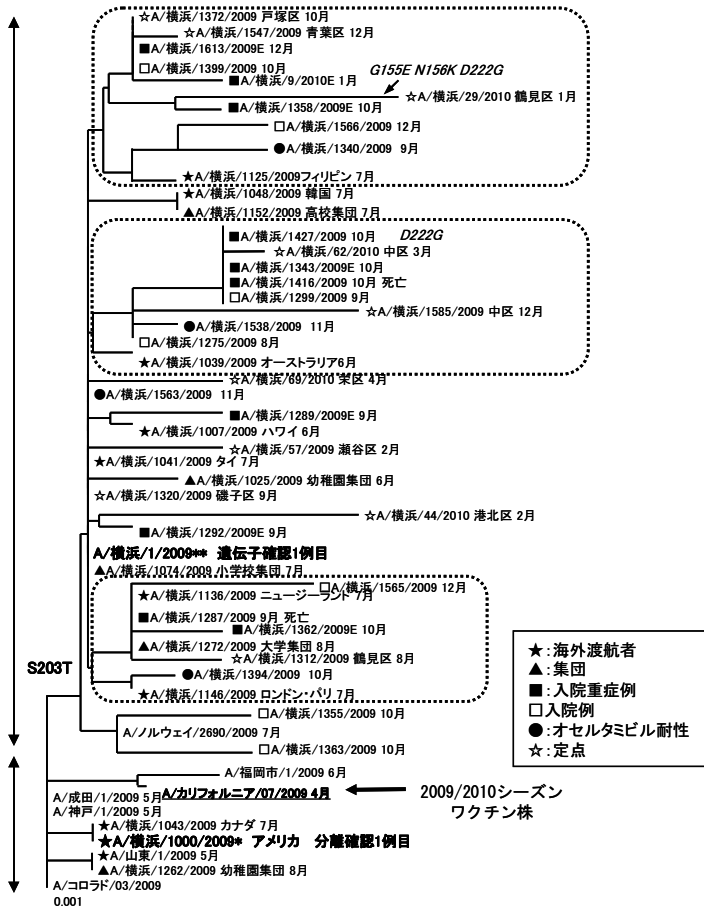 ☆A/横浜/1372/2009 戸塚区 10月
☆A/横浜/1547/2009 青葉区 12月
■A/横浜/1613/2009E 12月
□A/横浜/1399/2009 10月
■A/横浜/9/2010E 1月
G155E N156K D222G
☆A/横浜/29/2010 鶴見区 1月
■A/横浜/1358/2009E 10月
□A/横浜/1566/2009 12月
●A/横浜/1340/2009 9月
★A/横浜/1125/2009フィリピン 7月
★A/横浜/1048/2009 韓国 7月
▲A/横浜/1152/2009 高校集団 7月
■A/横浜/1427/2009 10月 D222G
☆A/横浜/62/2010 中区 3月
■A/横浜/1343/2009E 10月
■A/横浜/1416/2009 10月 死亡
□A/横浜/1299/2009 9月
☆A/横浜/1585/2009 中区 12月
●A/横浜/1538/2009 11月
□A/横浜/1275/2009 8月
★A/横浜/1039/2009 オーストラリア6月
☆A/横浜/69/2010 栄区 4月
●A/横浜/1563/2009 11月
■A/横浜/1289/2009E 9月
★A/横浜/1007/2009 ハワイ 6月
☆A/横浜/57/2009 瀬谷区 2月
★A/横浜/1041/2009 タイ 7月
▲A/横浜/1025/2009 幼稚園集団 6月
☆A/横浜/1320/2009 磯子区 9月
☆A/横浜/44/2010 港北区 2月
■A/横浜/1292/2009E 9月
A/横浜/1/2009** 遺伝子確認1例目
▲A/横浜/1074/2009 小学校集団 7月
□A/横浜/1565/2009 12月
★A/横浜/1136/2009 ニュージーランド 7月
■A/横浜/1287/2009 9月 死亡
■A/横浜/1362/2009E 10月
▲A/横浜/1272/2009 大学集団 8月
☆A/横浜/1312/2009 鶴見区 8月
S203T
●A/横浜/1394/2009 10月
★A/横浜/1146/2009 ロンドン・パリ 7月
□A/横浜/1355/2009 10月
A/ノルウェイ/2690/2009 7月
□A/横浜/1363/2009 10月
★:海外渡航者
▲:集団
■:入院重症例
□入院例
●:オセルタミビル耐性
☆:定点
A/福岡市/1/2009 6月
A/成田/1/2009 5月
A/カリフォルニア/07/2009 4月
2009/2010シーズン
ワクチン株
A/神戸/1/2009 5月
★A/横浜/1043/2009 カナダ 7月
★A/横浜/1000/2009* アメリカ 分離確認1例目
★A/山東/1/2009 5月
▲A/横浜/1262/2009 幼稚園集団 8月
A/コロラド/03/2009
0.001